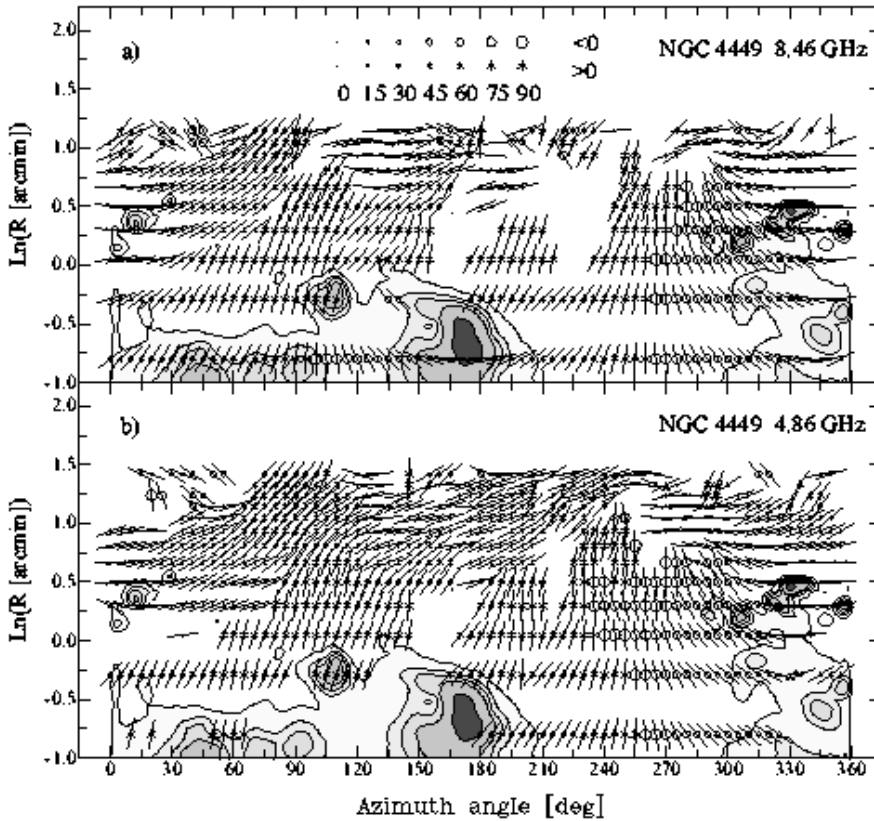 2.0
1.5
1.0
0.5
0.0
-0.5
-1.0
Ln(R [arcmin])
a)
<0
>0
0 15 30 45 60 75 90
NGC 4449 8,46 GHz
2.0
1.5
1.0
0.5
0.0
-0.5
-1.0
Ln(R [arcmin])
b)
NGC 4449 4,86 GHz
0 30 60 90 120 150 180 210 240 270 300 330 360
Azimuth angle [deg]